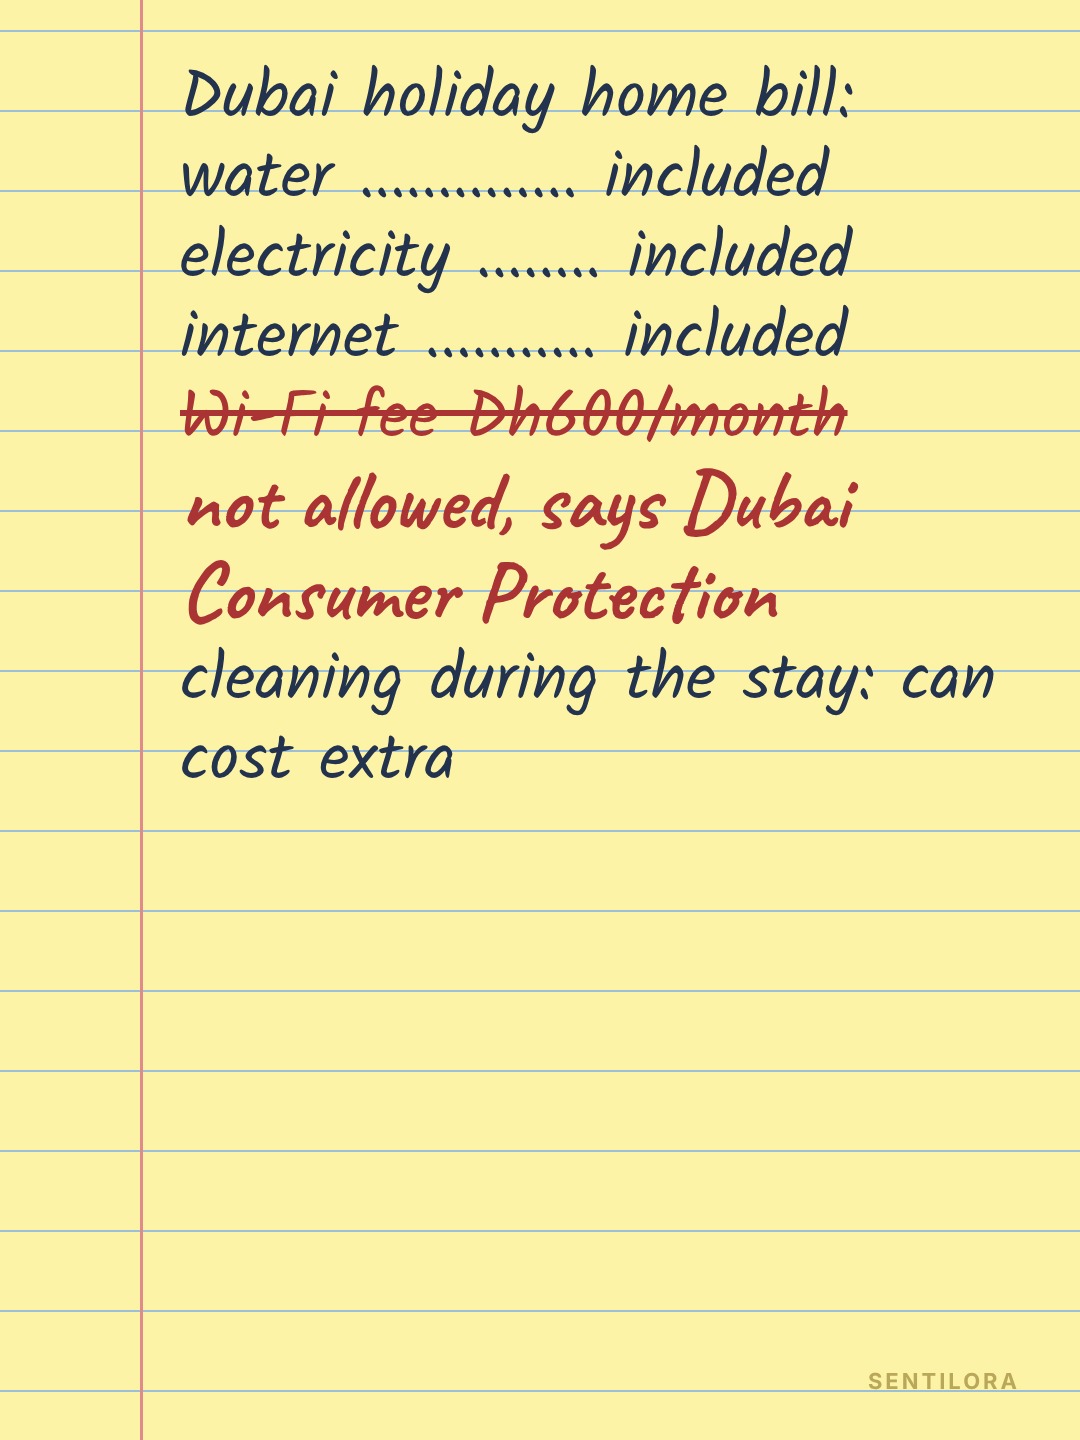 Dubai holiday home bill:
water .............. included
electricity ........ included
internet ........... included
Wi-Fi fee Dh600/month
not allowed, says Dubai
Consumer Protection
cleaning during the stay: can
cost extra
SENTILORA